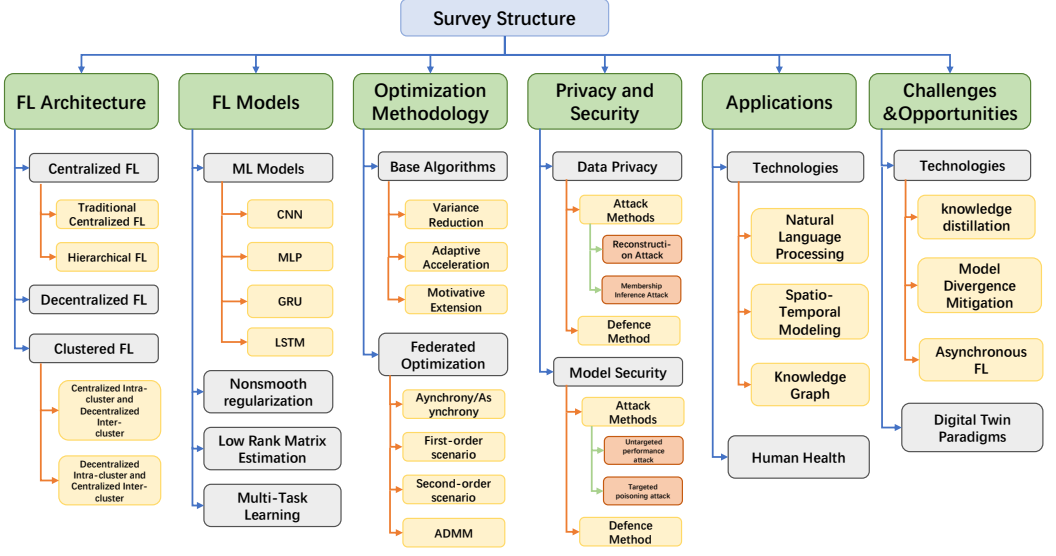 Survey Structure
FL Architecture
Centralized FL
Traditional
Centralized FL
Hierarchical FL
Decentralized FL
Clustered FL
Centralized Intra-
cluster and
Decentralized
Inter-
cluster
Decentralized
Intra-cluster and
Centralized Inter-
cluster
FL Models
ML Models
CNN
MLP
GRU
LSTM
Nonsmooth
regularization
Low Rank Matrix
Estimation
Multi-Task
Learning
Optimization
Methodology
Base Algorithms
Variance
Reduction
Adaptive
Acceleration
Motivative
Extension
Federated
Optimization
Aynchrony/As
ynchrony
First-order
scenario
Second-order
scenario
ADMM
Privacy and
Security
Data Privacy
Attack
Methods
Reconstructi-
on Attack
Membership
Inference Attack
Defence
Method
Model Security
Attack
Methods
Untargeted
performance
attack
Targeted
poisoning attack
Defence
Method
Applications
Technologies
Natural
Language
Processing
Spatio-
Temporal
Modeling
Knowledge
Graph
Human Health
Challenges
&Opportunities
Technologies
knowledge
distillation
Model
Divergence
Mitigation
Asynchronous
FL
Digital Twin
Paradigms